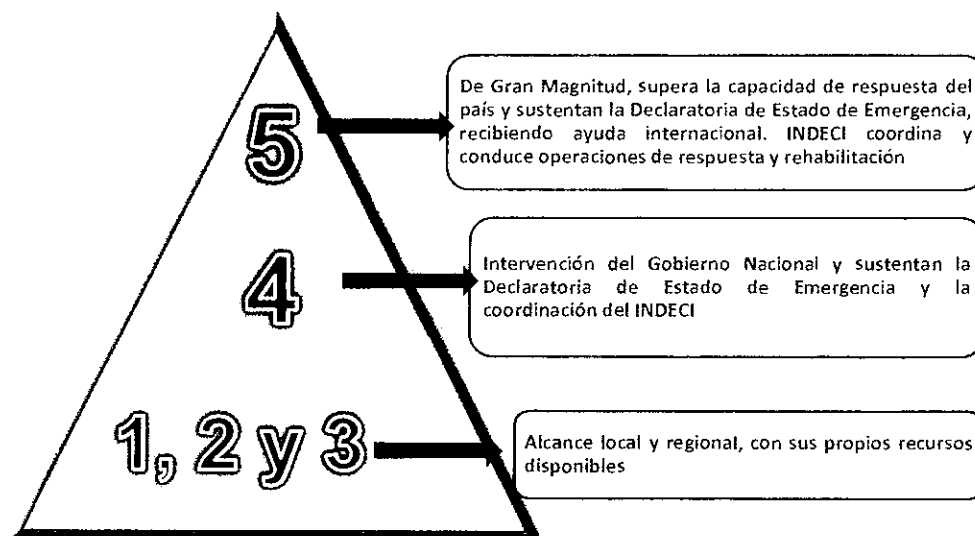 5
De Gran Magnitud, supera la capacidad de respuesta del
país y sustentan la Declaratoria de Estado de Emergencia,
recibiendo ayuda internacional. INDECI coordina y
conduce operaciones de respuesta y rehabilitación
4
Intervención del Gobierno Nacional y sustentan la
Declaratoria de Estado de Emergencia y la
coordinación del INDECI
1, 2 y 3
Alcance local y regional, con sus propios recursos
disponibles